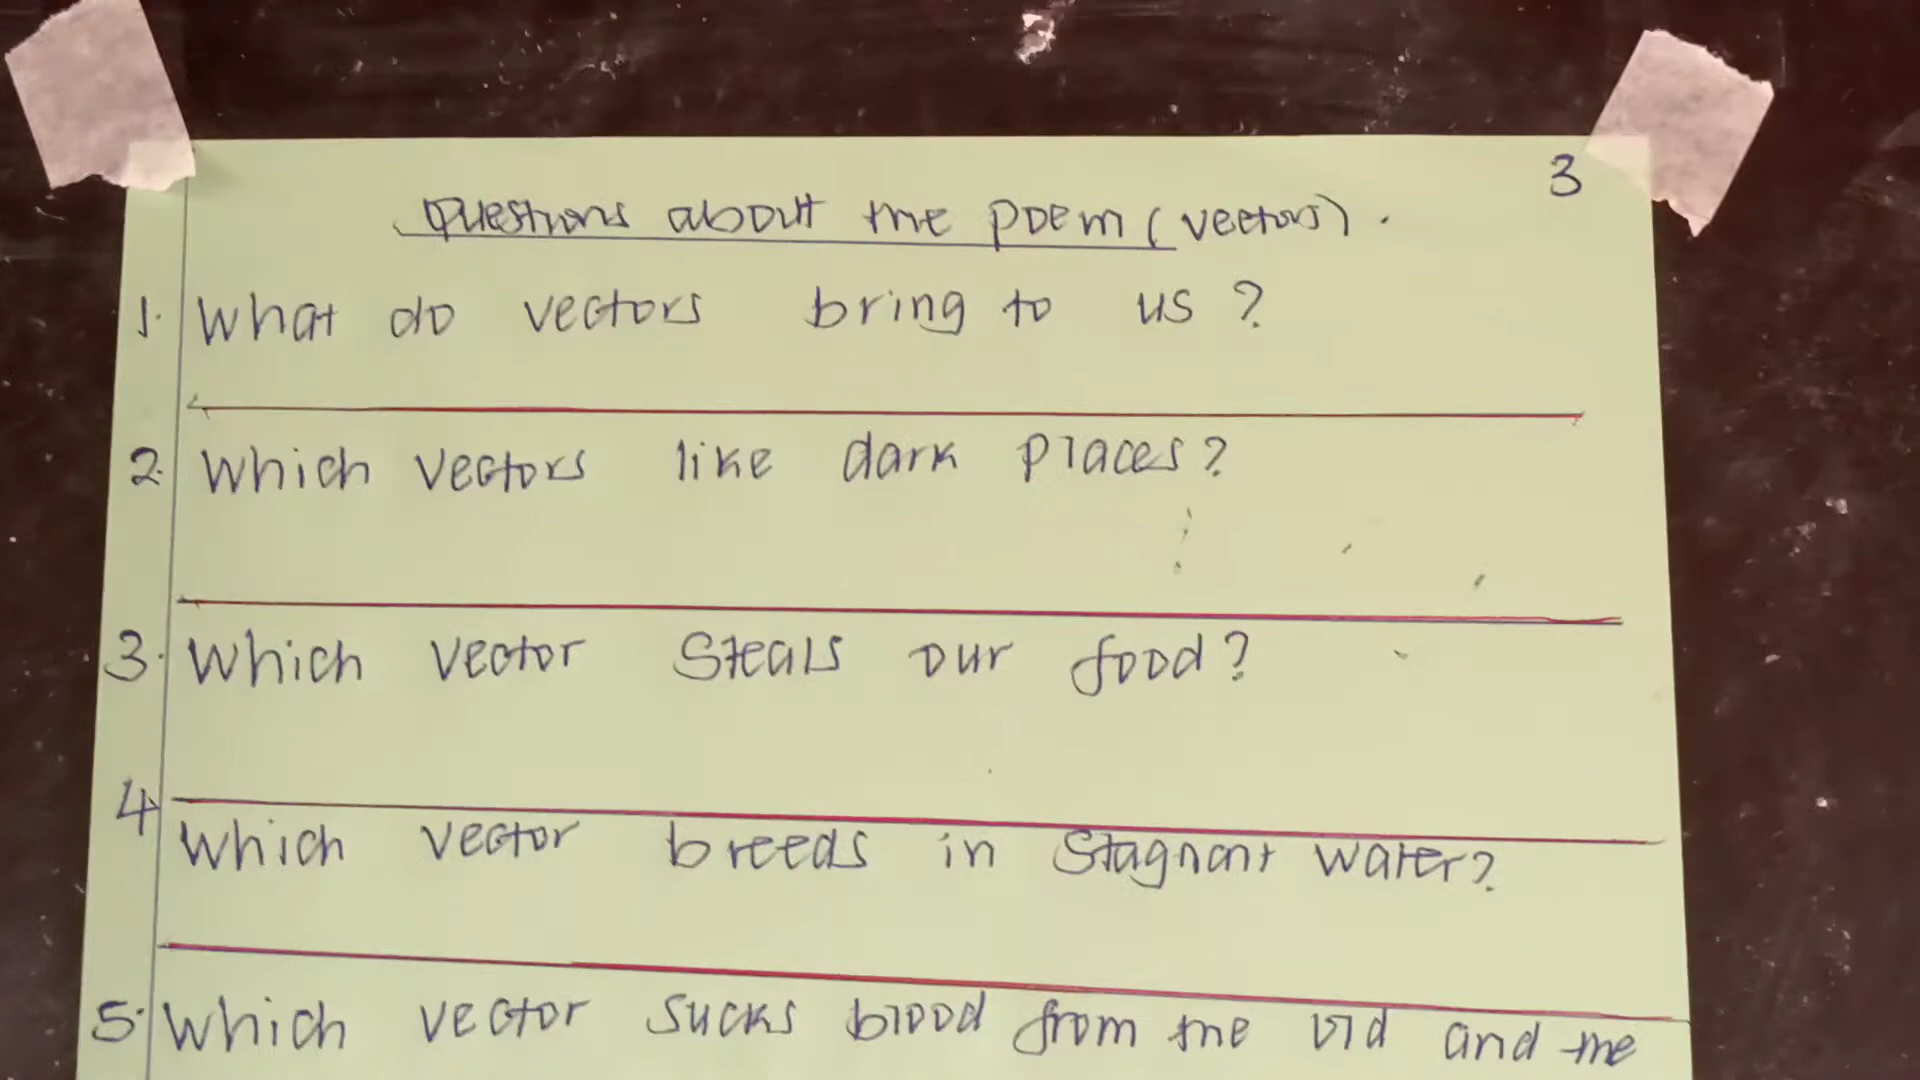 3
Questions about the poem (vectors).
1. What do vectors bring to us?
2. Which vectors like dark places?
3. Which vector steals our food?
4. Which vector breeds in stagnant water?
5. Which vector sucks blood from the old and the